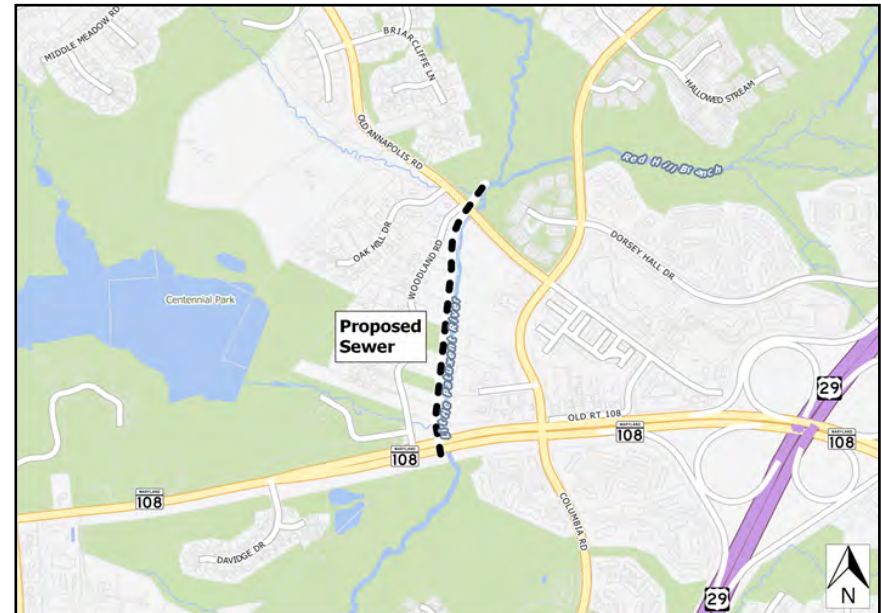 MIDDLE MEADOW RD
BRIARCLIFFE LN
HALLOWED STREAM
OLD ANNAPOLIS RD
Red Hill Branch
OAK HILL DR
WOODLAND RD
DORSEY HALL DR
Centennial Park
Proposed
Sewer
Little Patuxent River
29
OLD RT 108
MARYLAND
108
MARYLAND
108
MARYLAND
108
MARYLAND
108
COLUMBIA RD
DAVIDGE DR
29
N